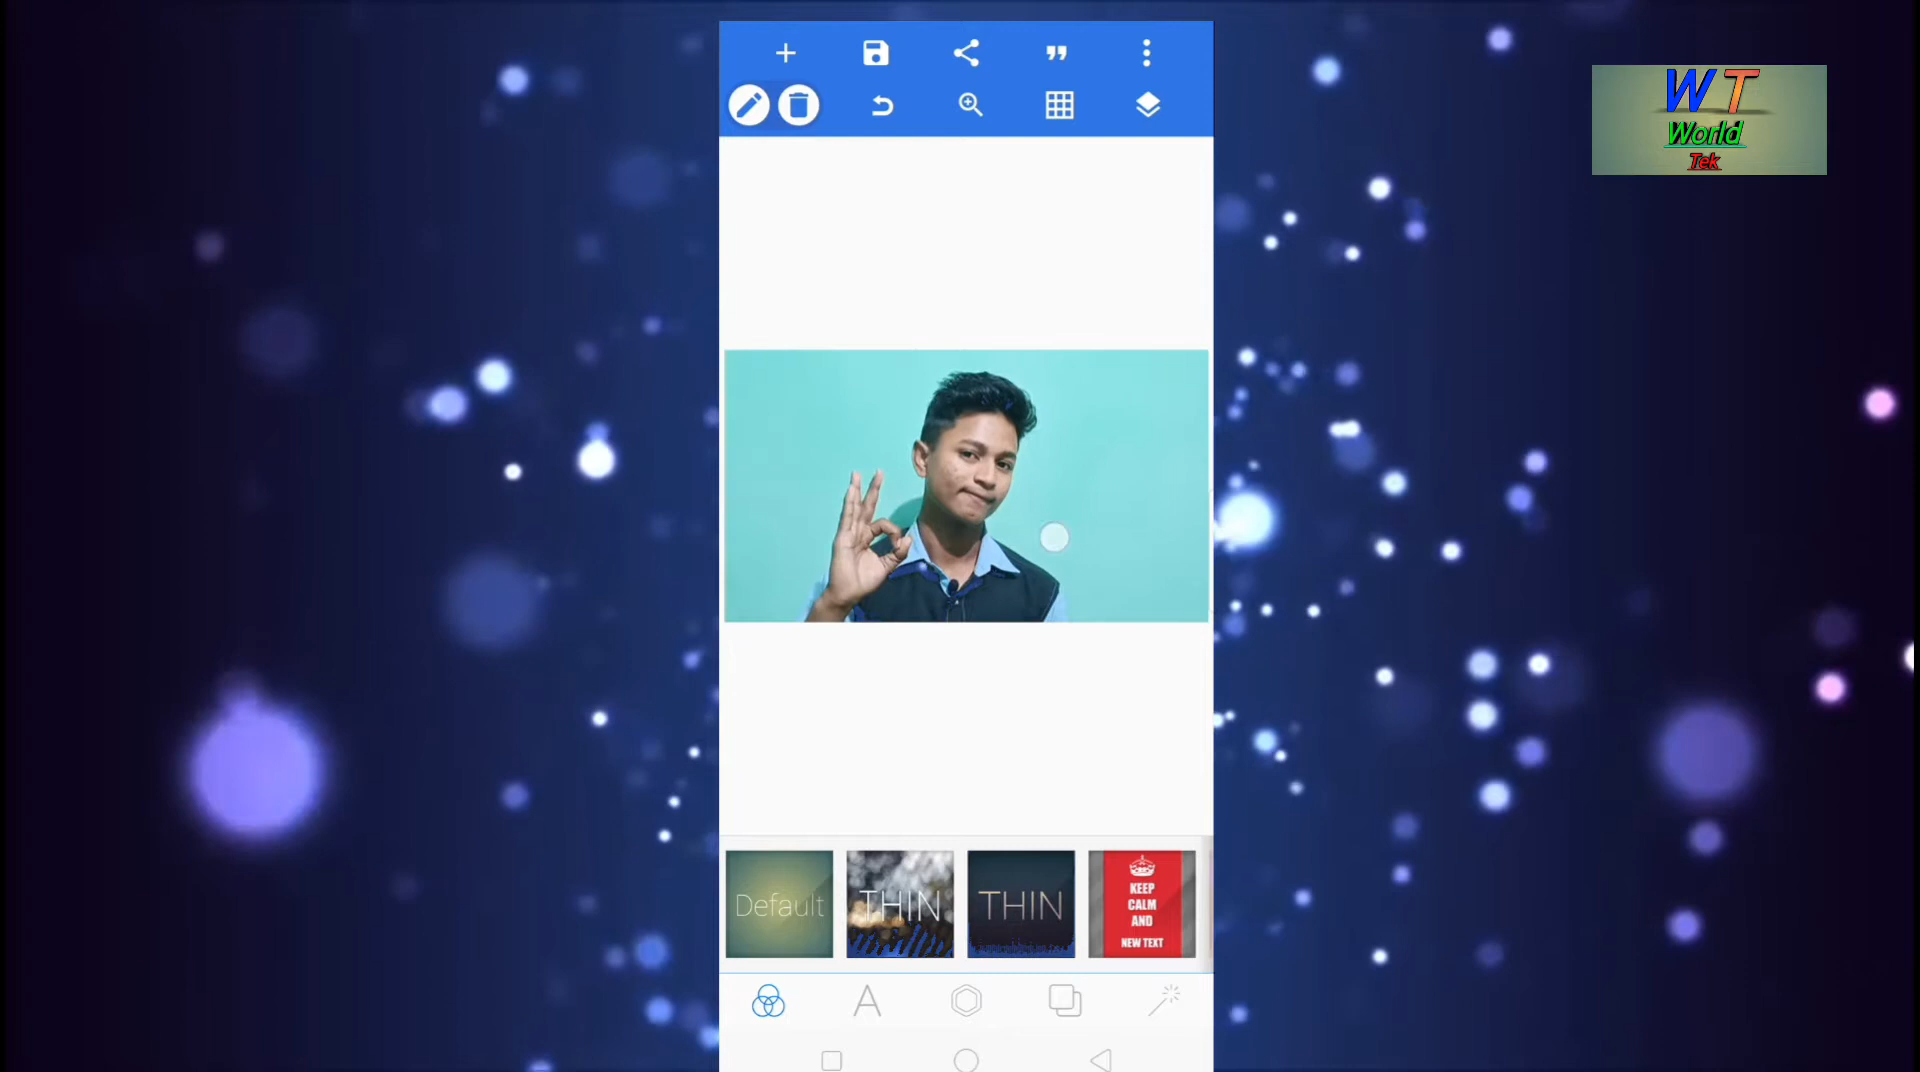 WT
World
Tek
Default
THIN
THIN
KEEP
CALM
AND
NEW TEXT